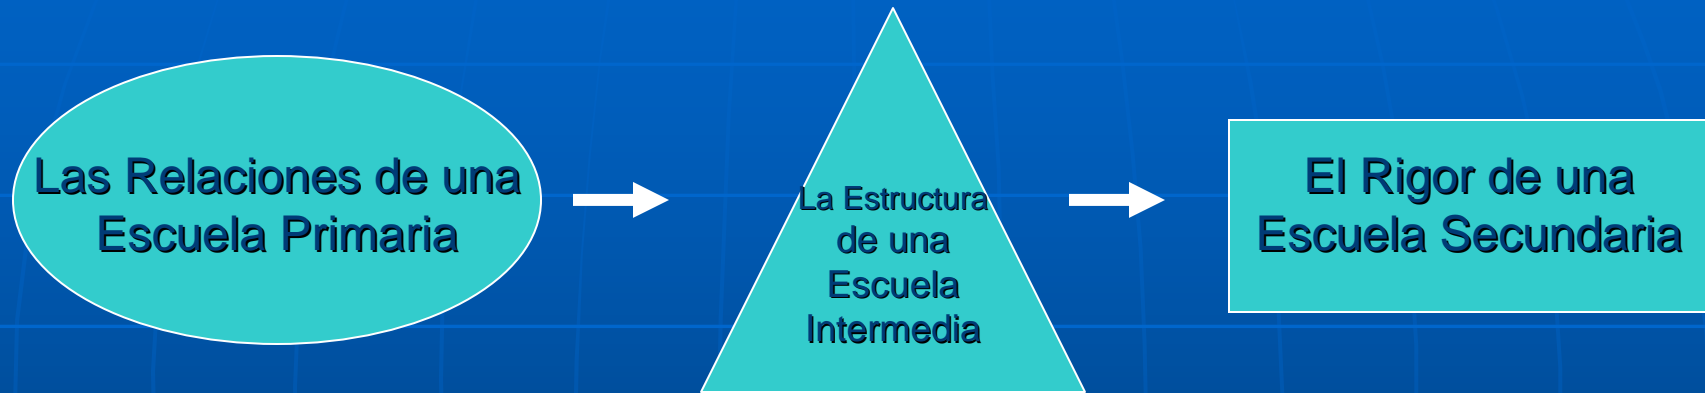 Las Relaciones de una
Escuela Primaria
La Estructura
de una
Escuela
Intermedia
El Rigor de una
Escuela Secundaria